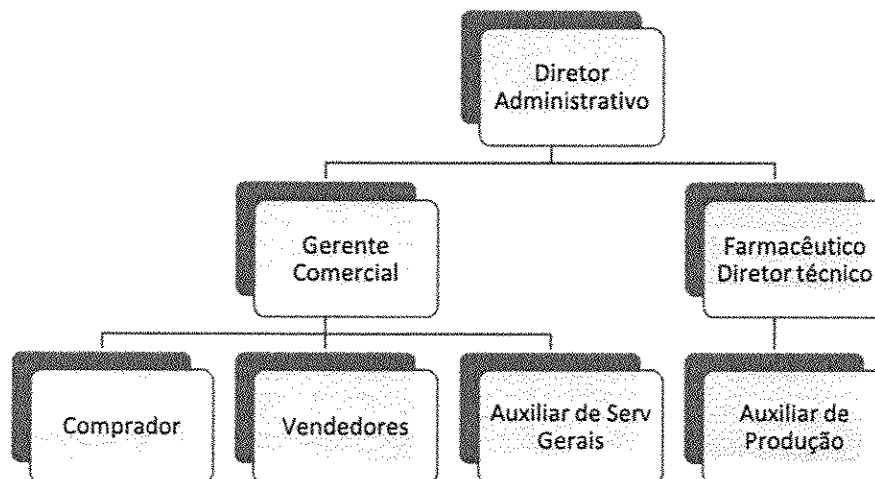 Diretor
Administrativo
Gerente
Comercial
Farmacêutico
Diretor técnico
Comprador
Vendedores
Auxiliar de Serv
Gerais
Auxiliar de
Produção